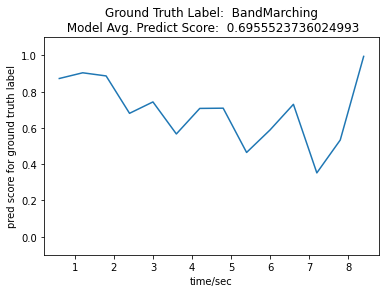 Ground Truth Label:  BandMarching
Model Avg. Predict Score:  0.6955523736024993
pred score for ground truth label
1.0
0.8
0.6
0.4
0.2
0.0
1 2 3 4 5 6 7 8
time/sec